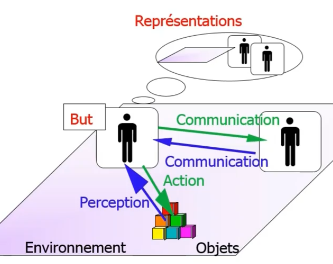 Représentations
But
Communication
Communication
Action
Perception
Environnement
Objets